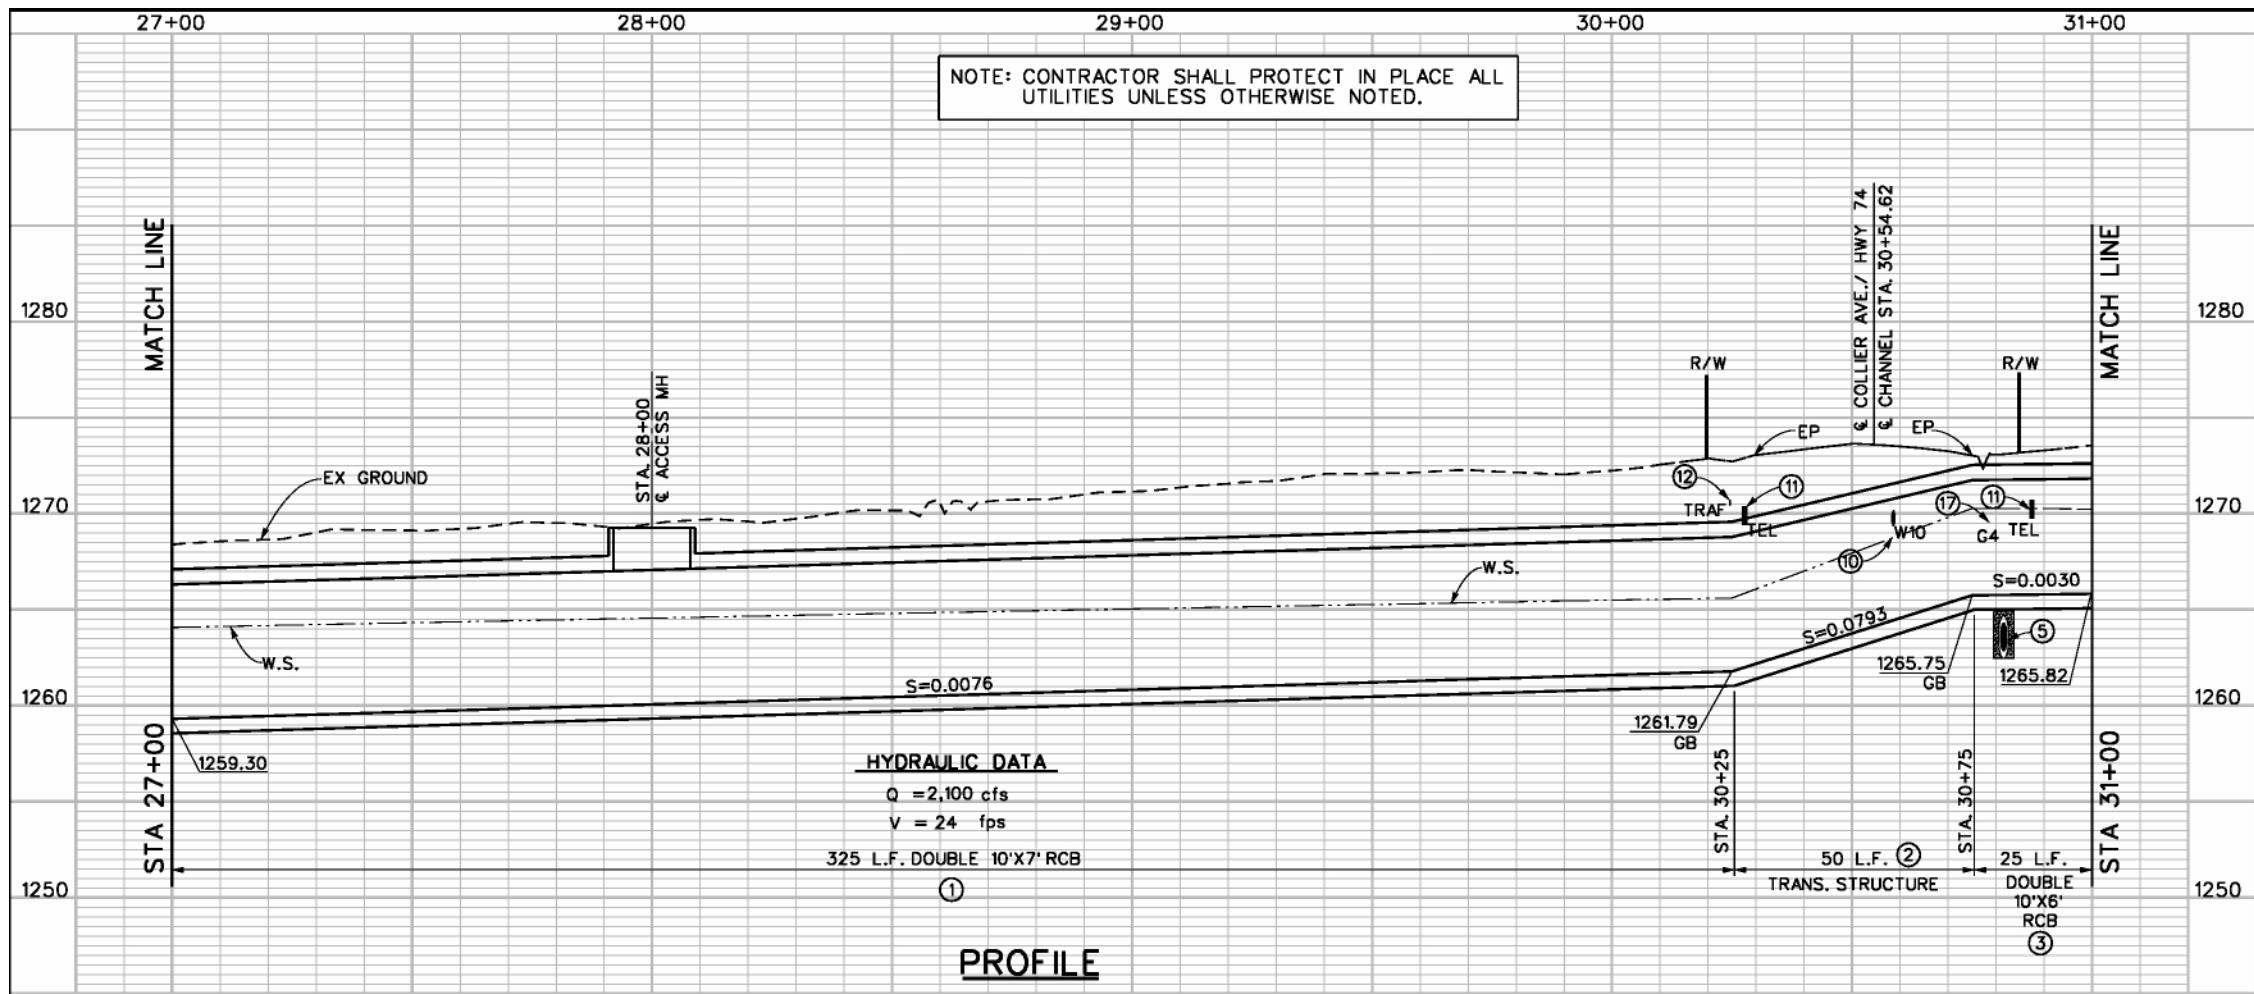 27+00 28+00 29+00 30+00 31+00
NOTE: CONTRACTOR SHALL PROTECT IN PLACE ALL
UTILITIES UNLESS OTHERWISE NOTED.
MATCH LINE
STA 27+00
1280
1270
1260
1250
EX GROUND
STA. 28+00
℄ ACCESS MH
W.S.
W.S.
S=0.0076
1259.30
HYDRAULIC DATA
Q =2,100 cfs
V = 24 fps
325 L.F. DOUBLE 10'X7' RCB
1
PROFILE
R/W
℄ COLLIER AVE./ HWY 74
℄ CHANNEL STA. 30+54.62
R/W
EP
EP
12
TRAF
11
TEL
10
W10
17
G4
11
TEL
S=0.0030
S=0.0793
5
1265.75
GB
1265.82
1261.79
GB
STA. 30+25
STA. 30+75
50 L.F. 2
TRANS. STRUCTURE
25 L.F.
DOUBLE
10'X6'
RCB
3
MATCH LINE
STA 31+00
1280
1270
1260
1250